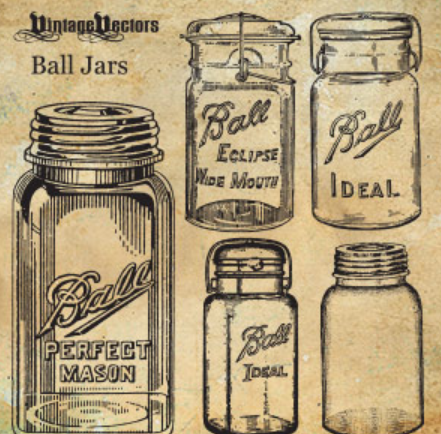 VintageVectors
Ball Jars
Ball
ECLIPSE
WIDE MOUTH
Ball
IDEAL
Ball
PERFECT
MASON
Ball
IDEAL